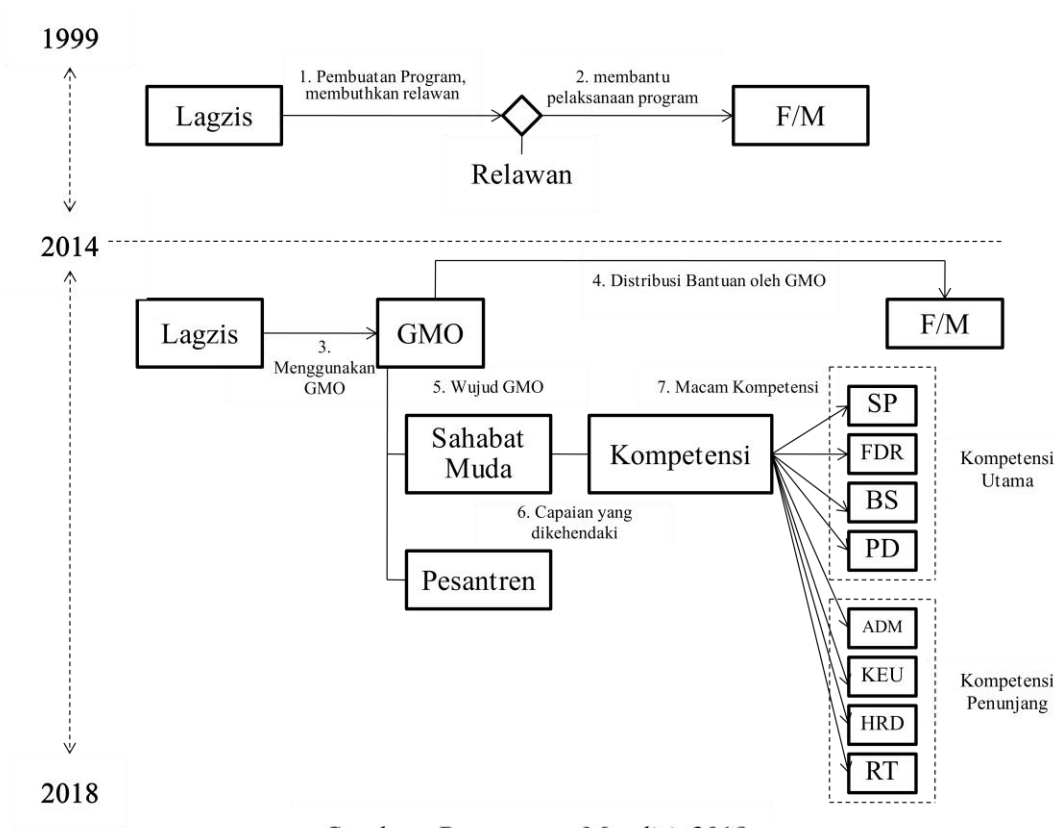 1999
1. Pembuatan Program,
membuthkan relawan
2. membantu
pelaksanaan program
Lagzis
F/M
Relawan
2014
4. Distribusi Bantuan oleh GMO
Lagzis
GMO
F/M
3.
Menggunakan
GMO
5. Wujud GMO
7. Macam Kompetensi
Sahabat
Muda
Kompetensi
SP
FDR
BS
PD
Kompetensi
Utama
6. Capaian yang
dikehendaki
Pesantren
ADM
KEU
HRD
RT
Kompetensi
Penunjang
2018